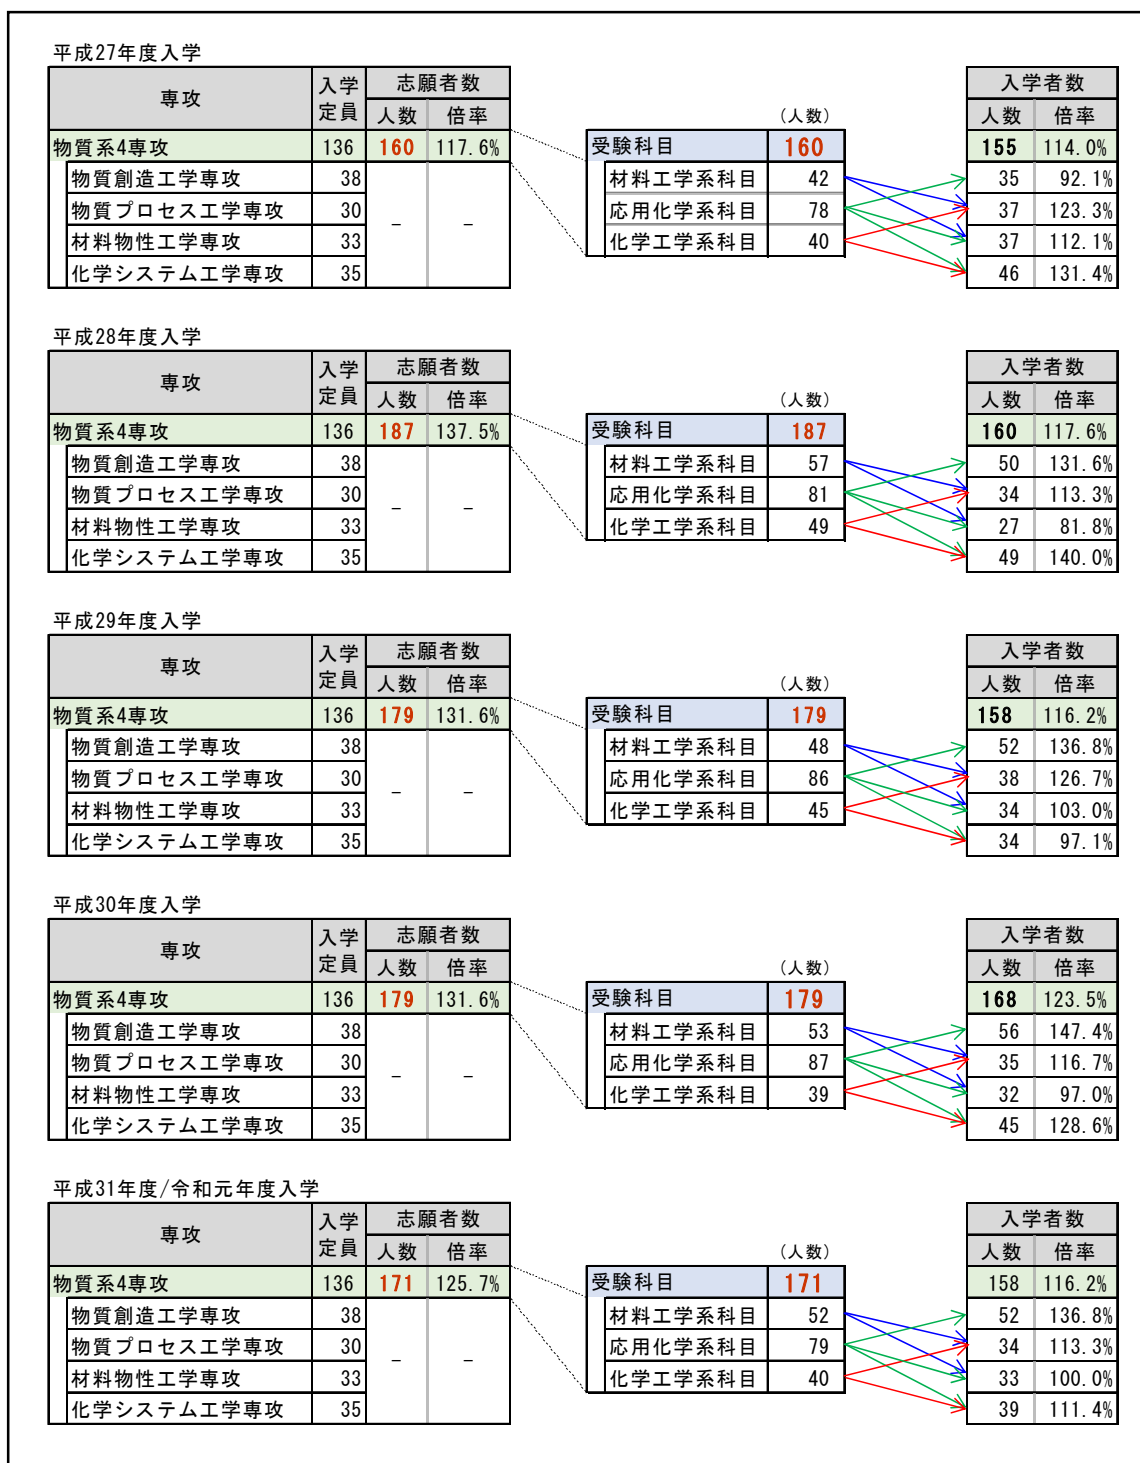 平成27年度入学
専攻 入学定員 志願者数 入学者数
人数 倍率 (人数) 人数 倍率
物質系4専攻 136 160 117.6% 受験科目 160 155 114.0%
物質創造工学専攻 38 材料工学系科目 42 35 92.1%
物質プロセス工学専攻 30 － － 応用化学系科目 78 37 123.3%
材料物性工学専攻 33 化学工学系科目 40 37 112.1%
化学システム工学専攻 35 46 131.4%
平成28年度入学
専攻 入学定員 志願者数 入学者数
人数 倍率 (人数) 人数 倍率
物質系4専攻 136 187 137.5% 受験科目 187 160 117.6%
物質創造工学専攻 38 材料工学系科目 57 50 131.6%
物質プロセス工学専攻 30 － － 応用化学系科目 81 34 113.3%
材料物性工学専攻 33 化学工学系科目 49 27 81.8%
化学システム工学専攻 35 49 140.0%
平成29年度入学
専攻 入学定員 志願者数 入学者数
人数 倍率 (人数) 人数 倍率
物質系4専攻 136 179 131.6% 受験科目 179 158 116.2%
物質創造工学専攻 38 材料工学系科目 48 52 136.8%
物質プロセス工学専攻 30 － － 応用化学系科目 86 38 126.7%
材料物性工学専攻 33 化学工学系科目 45 34 103.0%
化学システム工学専攻 35 34 97.1%
平成30年度入学
専攻 入学定員 志願者数 入学者数
人数 倍率 (人数) 人数 倍率
物質系4専攻 136 179 131.6% 受験科目 179 168 123.5%
物質創造工学専攻 38 材料工学系科目 53 56 147.4%
物質プロセス工学専攻 30 － － 応用化学系科目 87 35 116.7%
材料物性工学専攻 33 化学工学系科目 39 32 97.0%
化学システム工学専攻 35 45 128.6%
平成31年度/令和元年度入学
専攻 入学定員 志願者数 入学者数
人数 倍率 (人数) 人数 倍率
物質系4専攻 136 171 125.7% 受験科目 171 158 116.2%
物質創造工学専攻 38 材料工学系科目 52 52 136.8%
物質プロセス工学専攻 30 － － 応用化学系科目 79 34 113.3%
材料物性工学専攻 33 化学工学系科目 40 33 100.0%
化学システム工学専攻 35 39 111.4%